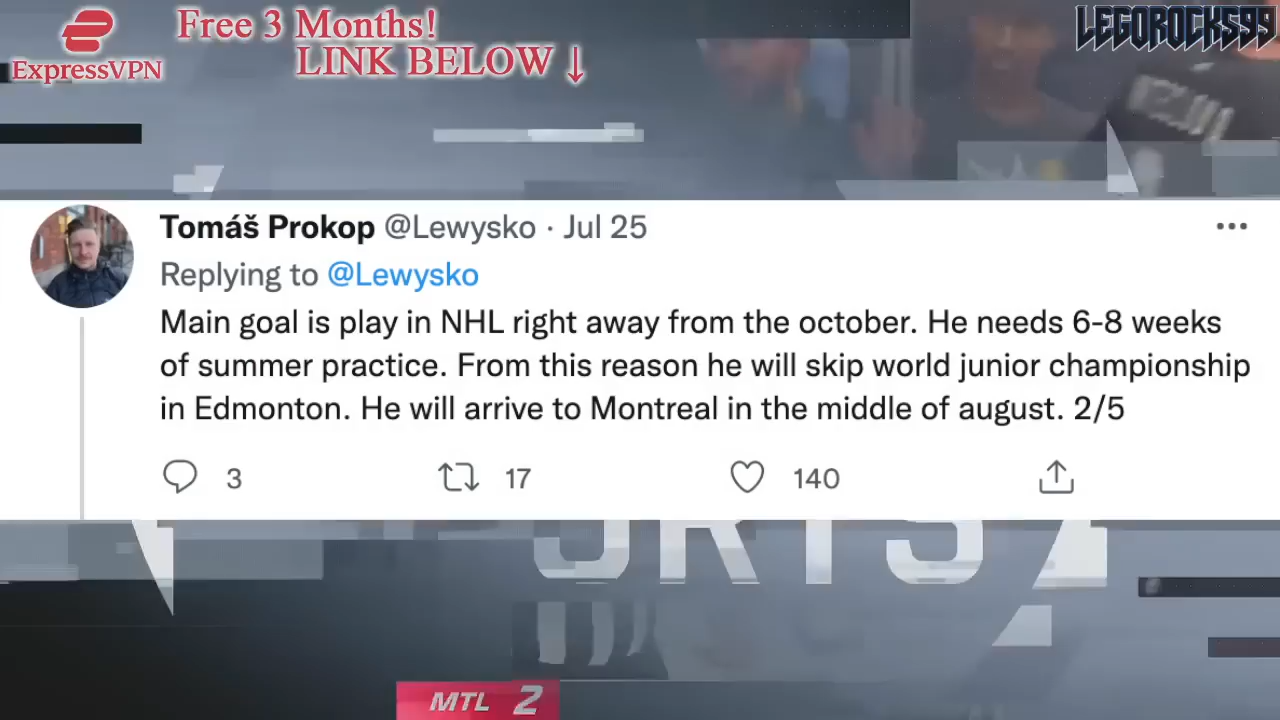 Free 3 Months!
LINK BELOW ↓
ExpressVPN
LEGOROCKS99
Tomáš Prokop @Lewysko · Jul 25
Replying to @Lewysko
Main goal is play in NHL right away from the october. He needs 6-8 weeks
of summer practice. From this reason he will skip world junior championship
in Edmonton. He will arrive to Montreal in the middle of august. 2/5
3 17 140
MTL 2